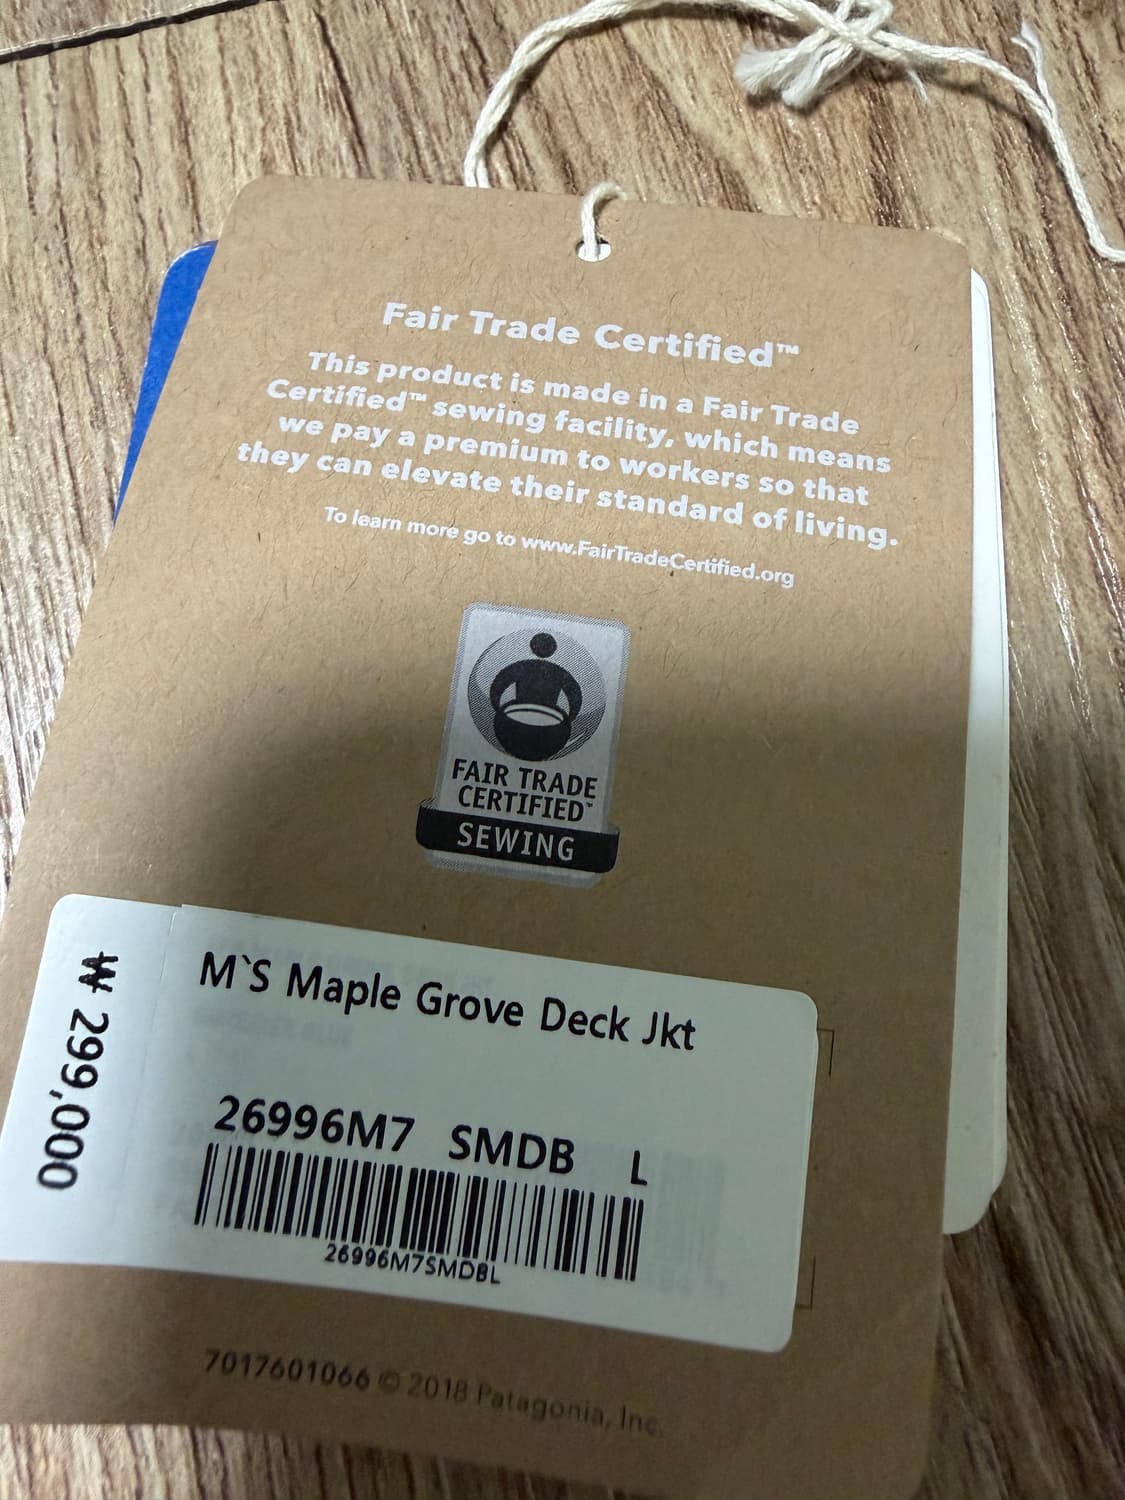 Fair Trade Certified™
This product is made in a Fair Trade
Certified™ sewing facility, which means
we pay a premium to workers so that
they can elevate their standard of living.
To learn more go to www.FairTradeCertified.org
FAIR TRADE
CERTIFIED™
SEWING
₩ 299,000
M`S Maple Grove Deck Jkt
26996M7 SMDB L
26996M7SMDBL
7017601066 © 2018 Patagonia, Inc.